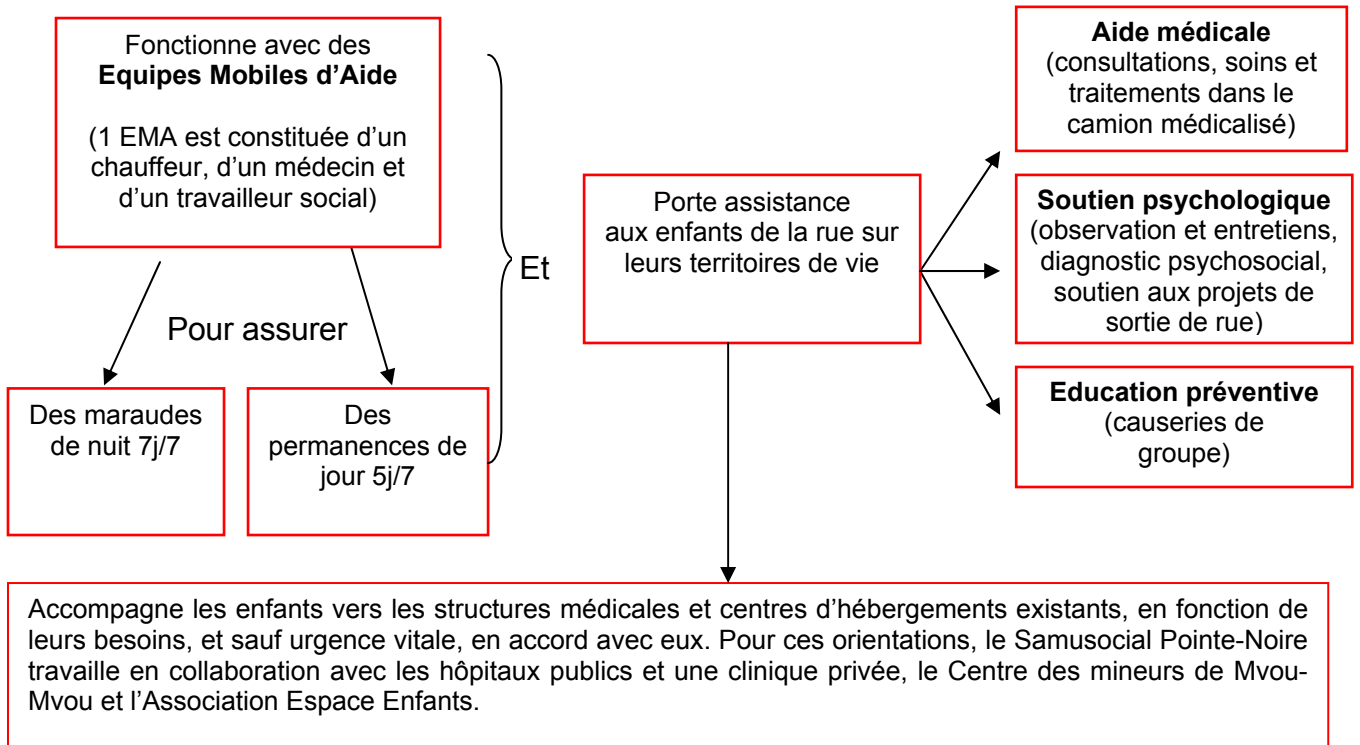 Fonctionne avec des
Equipes Mobiles d’Aide
(1 EMA est constituée d’un
chauffeur, d’un médecin et
d’un travailleur social)
Pour assurer
Des maraudes
de nuit 7j/7
Des
permanences de
jour 5j/7
Et
Porte assistance
aux enfants de la rue sur
leurs territoires de vie
Aide médicale
(consultations, soins et
traitements dans le
camion médicalisé)
Soutien psychologique
(observation et entretiens,
diagnostic psychosocial,
soutien aux projets de
sortie de rue)
Education préventive
(causeries de
groupe)
Accompagne les enfants vers les structures médicales et centres d’hébergements existants, en fonction de
leurs besoins, et sauf urgence vitale, en accord avec eux. Pour ces orientations, le Samusocial Pointe-Noire
travaille en collaboration avec les hôpitaux publics et une clinique privée, le Centre des mineurs de Mvou-
Mvou et l’Association Espace Enfants.